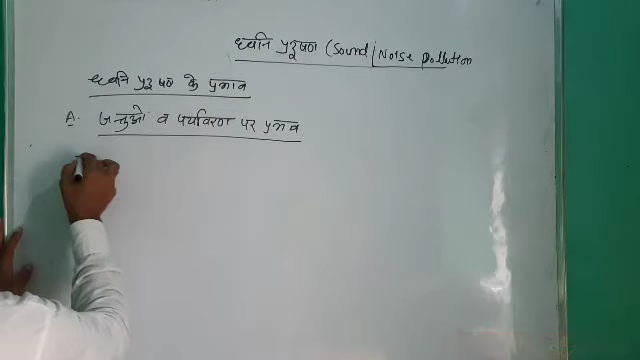 ध्वनि प्रदूषण (Sound/Noise Pollution
ध्वनि प्रदूषण के प्रभाव
A. जन्तुओं व पर्यावरण पर प्रभाव